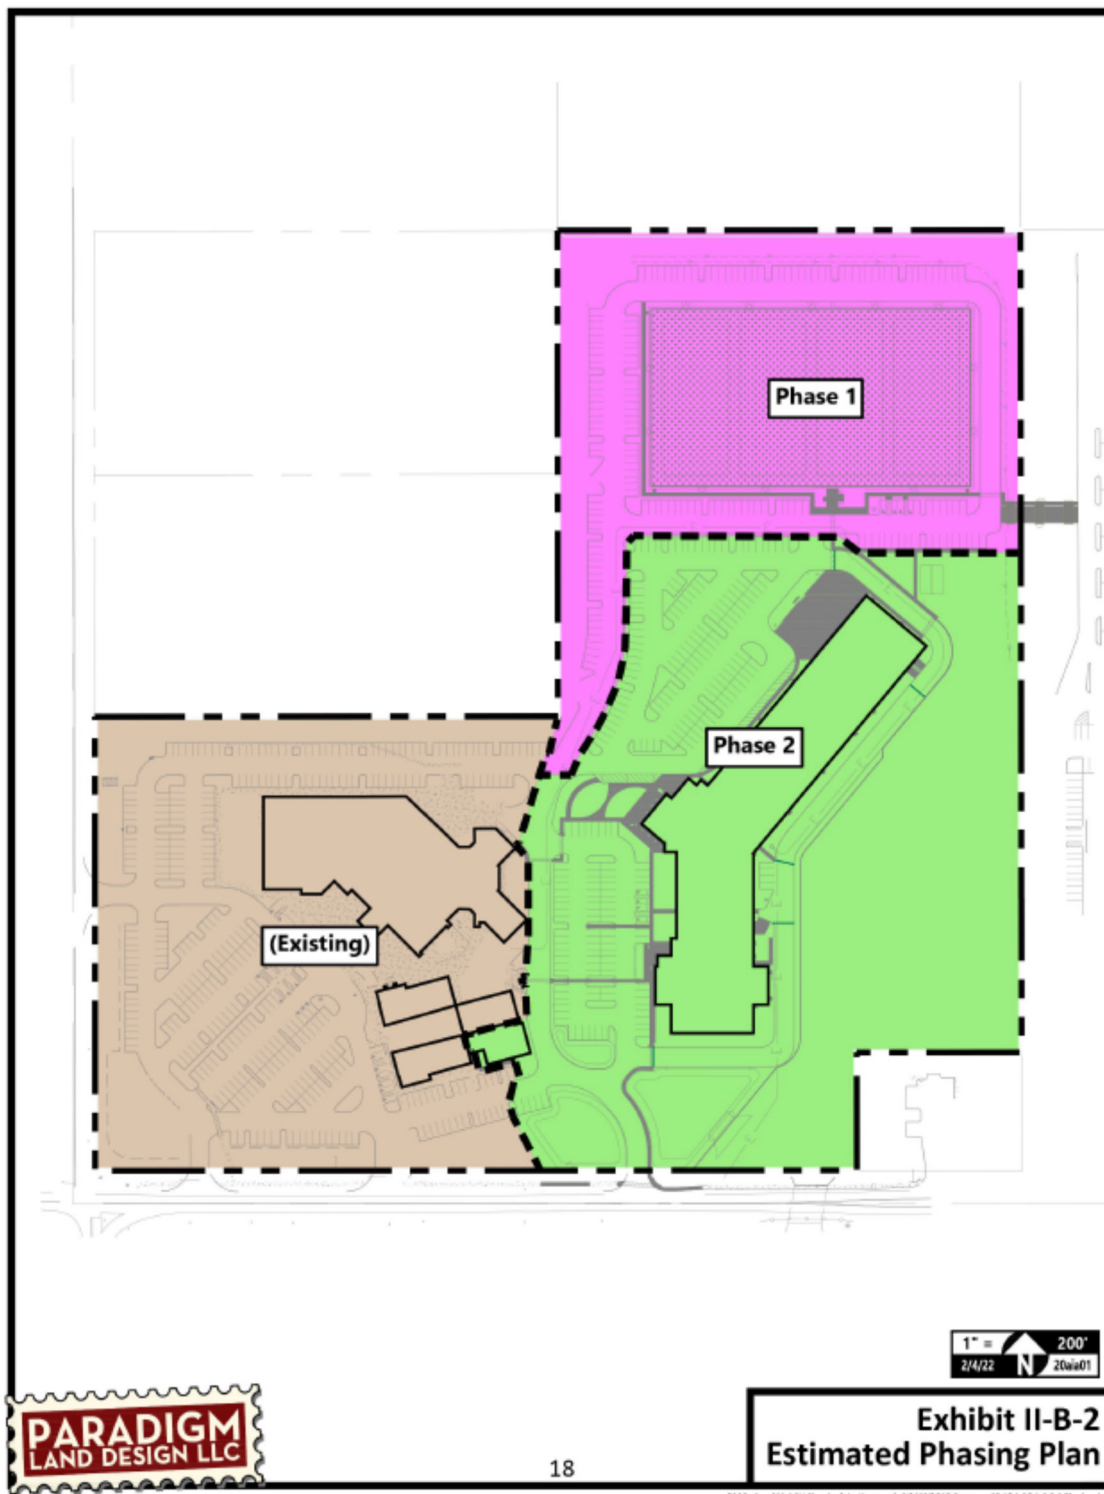 Phase 1
Phase 2
(Existing)
1" = 200'
2/4/22 N 20aia01
PARADIGM
LAND DESIGN LLC
18
Exhibit II-B-2
Estimated Phasing Plan